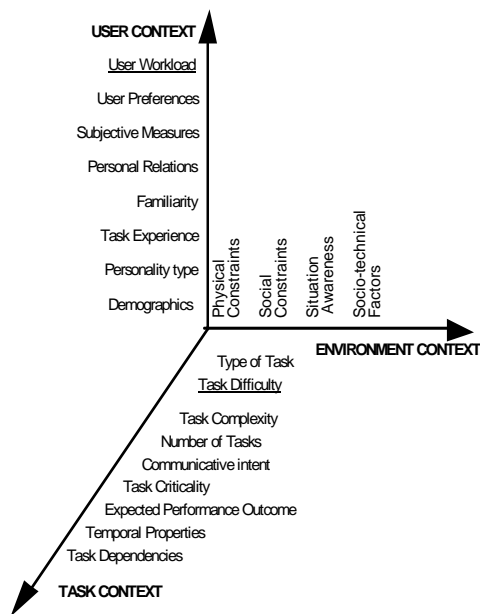 USER CONTEXT
User Workload
User Preferences
Subjective Measures
Personal Relations
Familiarity
Task Experience
Personality type
Demographics
Physical
Constraints
Social
Constraints
Situation
Awareness
Socio-technical
Factors
ENVIRONMENT CONTEXT
Type of Task
Task Difficulty
Task Complexity
Number of Tasks
Communicative intent
Task Criticality
Expected Performance Outcome
Temporal Properties
Task Dependencies
TASK CONTEXT